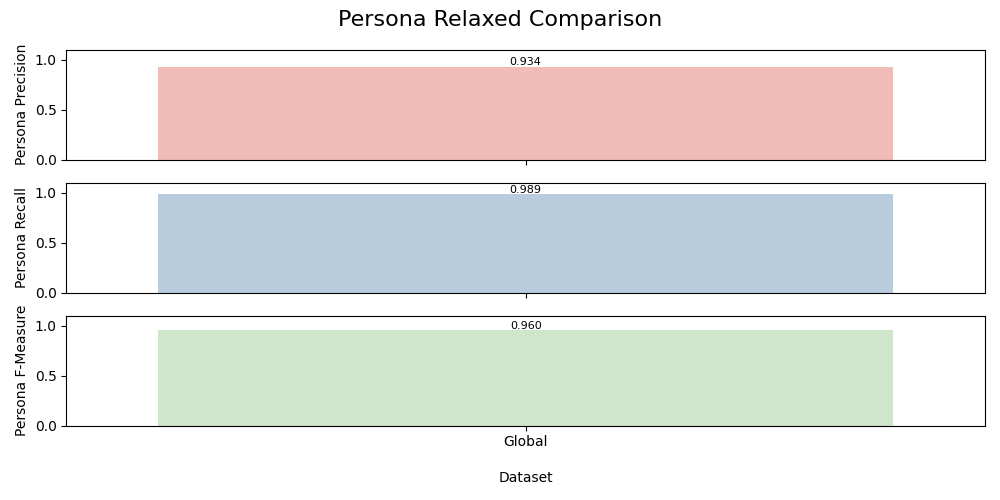 Persona Relaxed Comparison
Persona Precision
1.0
0.5
0.0
0.934
Persona Recall
1.0
0.5
0.0
0.989
Persona F-Measure
1.0
0.5
0.0
0.960
Global
Dataset